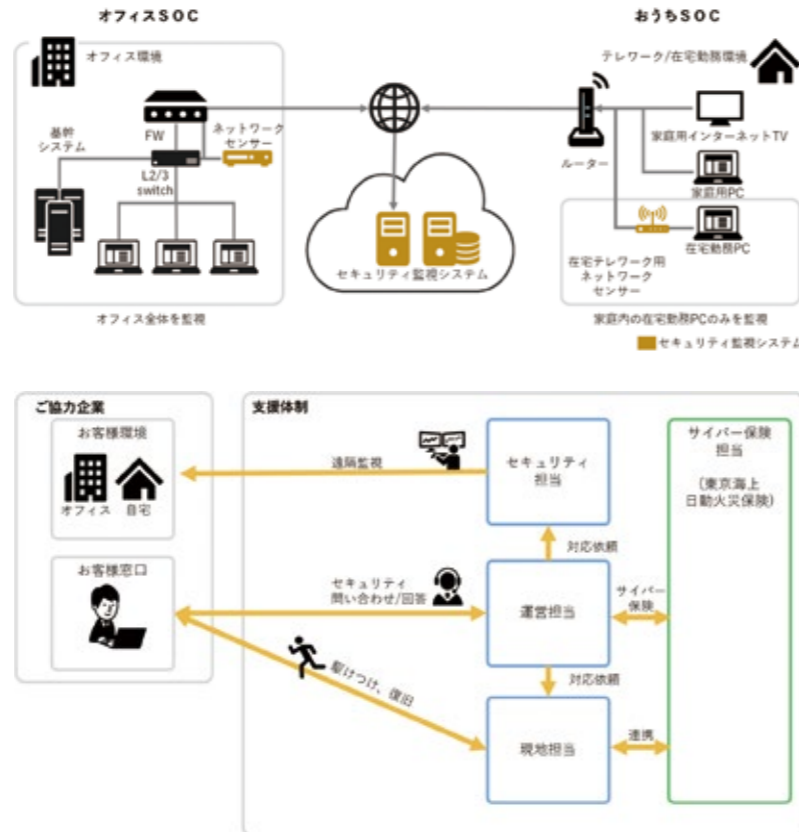 オフィスSOC
おうちSOC
オフィス環境
テレワーク/在宅勤務環境
FW
ネットワーク
センサー
基幹
システム
L2/3
switch
ルーター
家庭用インターネットTV
家庭用PC
在宅勤務PC
在宅テレワーク用
ネットワーク
センサー
セキュリティ監視システム
オフィス全体を監視
家庭内の在宅勤務PCのみを監視
セキュリティ監視システム
ご協力企業
支援体制
お客様環境
オフィス
自宅
遠隔監視
セキュリティ
担当
サイバー保険
担当
(東京海上
日動火災保険)
対応依頼
お客様窓口
セキュリティ
問い合わせ/回答
運営担当
サイバー
保険
駆けつけ、復旧
対応依頼
現地担当
連携